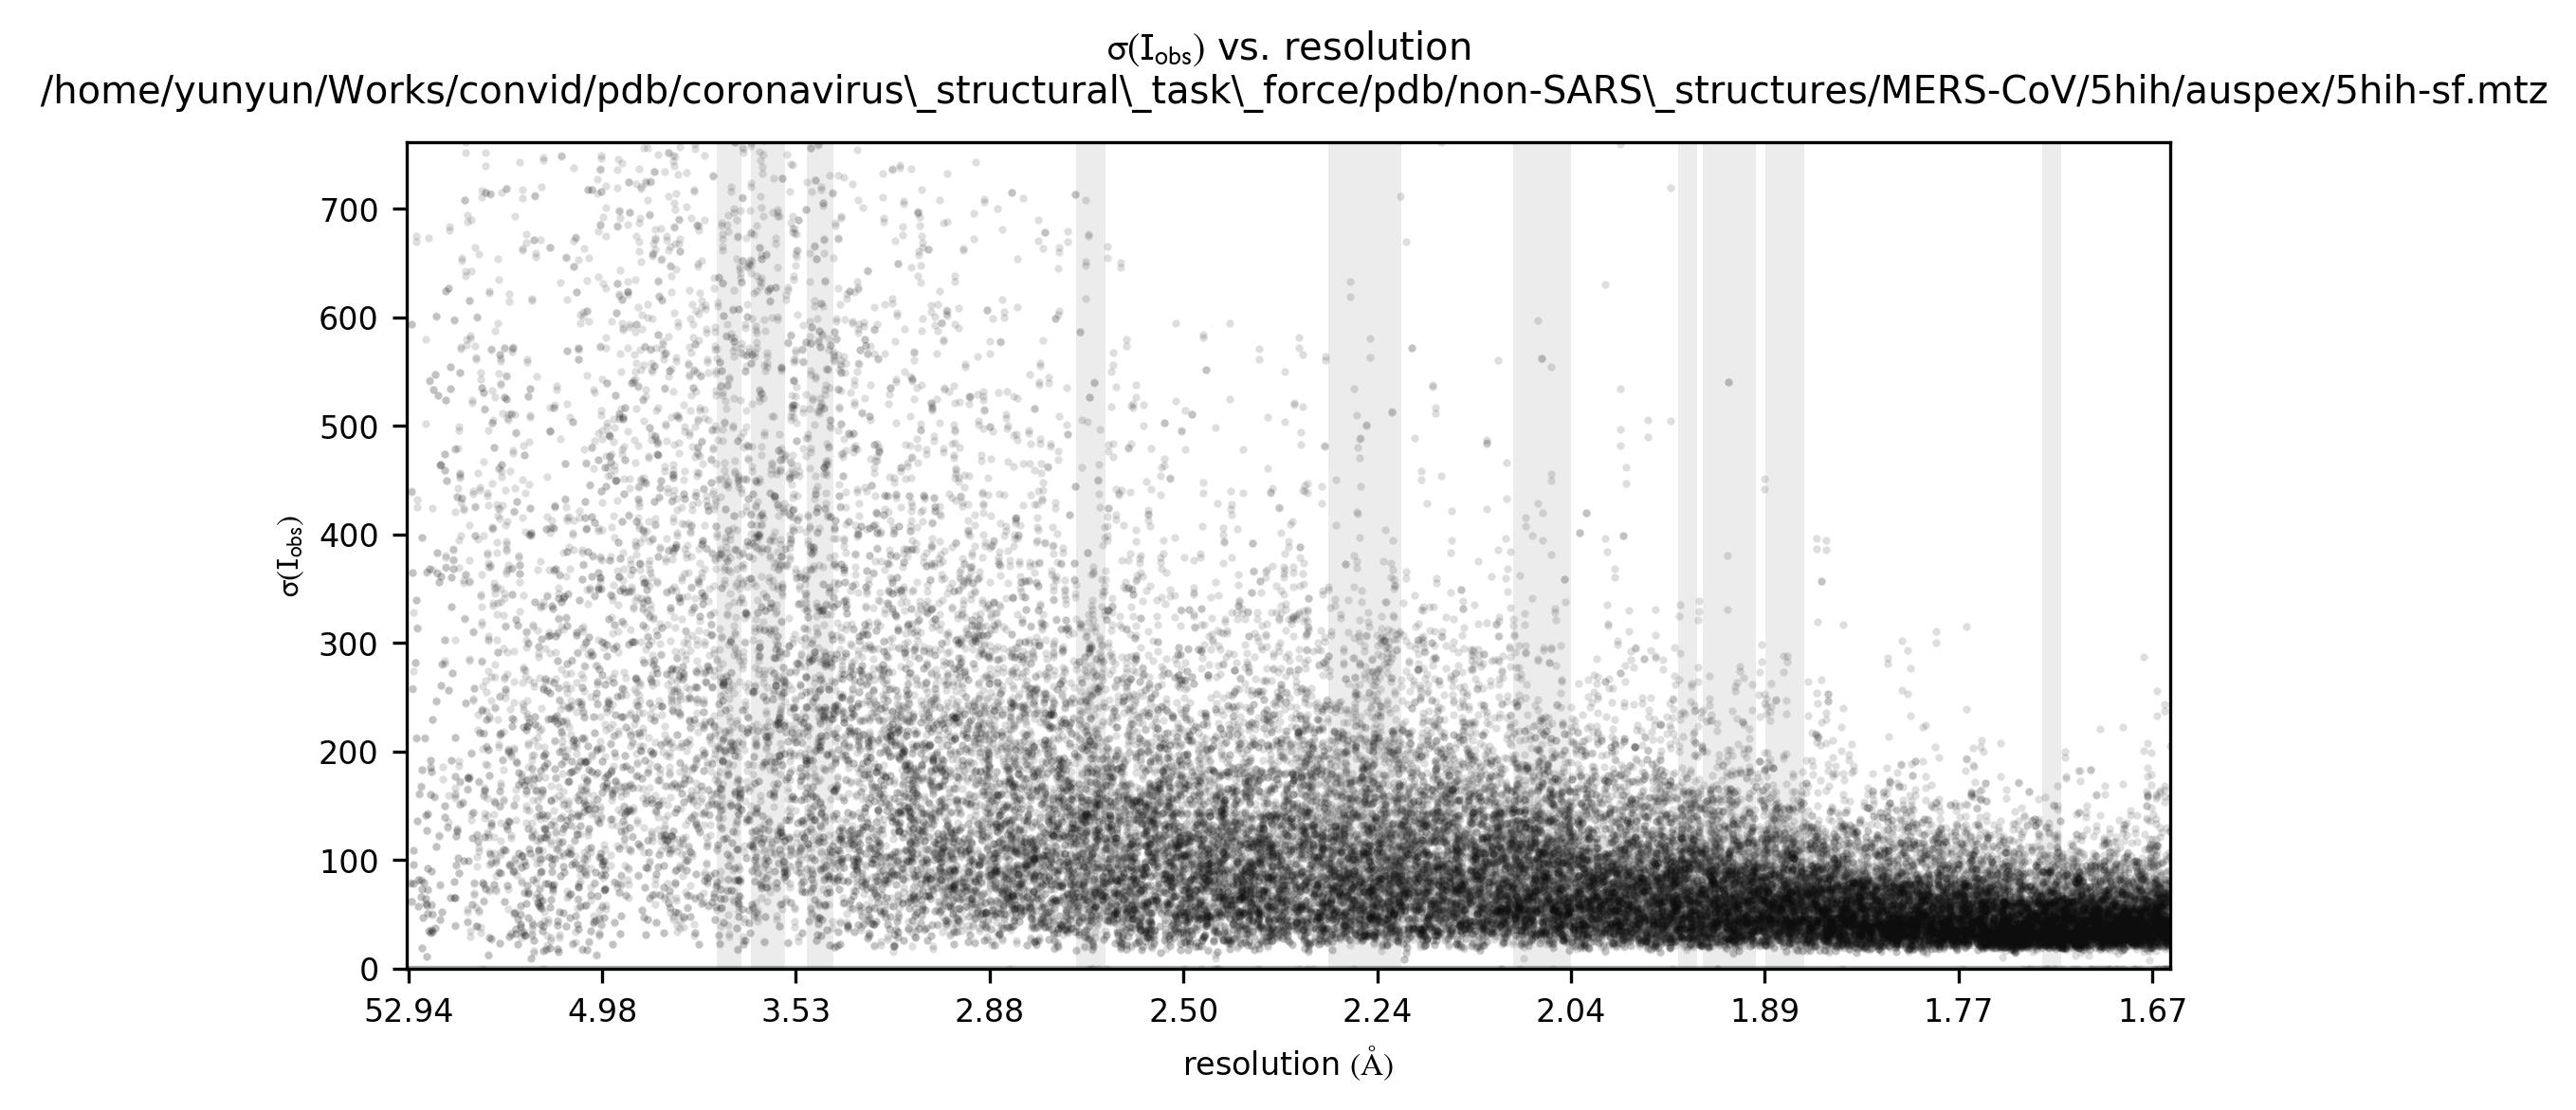 σ(I_obs) vs. resolution
/home/yunyun/Works/convid/pdb/coronavirus\_structural\_task\_force/pdb/non-SARS\_structures/MERS-CoV/5hih/auspex/5hih-sf.mtz
σ(I_obs)
700
600
500
400
300
200
100
0
52.94 4.98 3.53 2.88 2.50 2.24 2.04 1.89 1.77 1.67
resolution (Å)